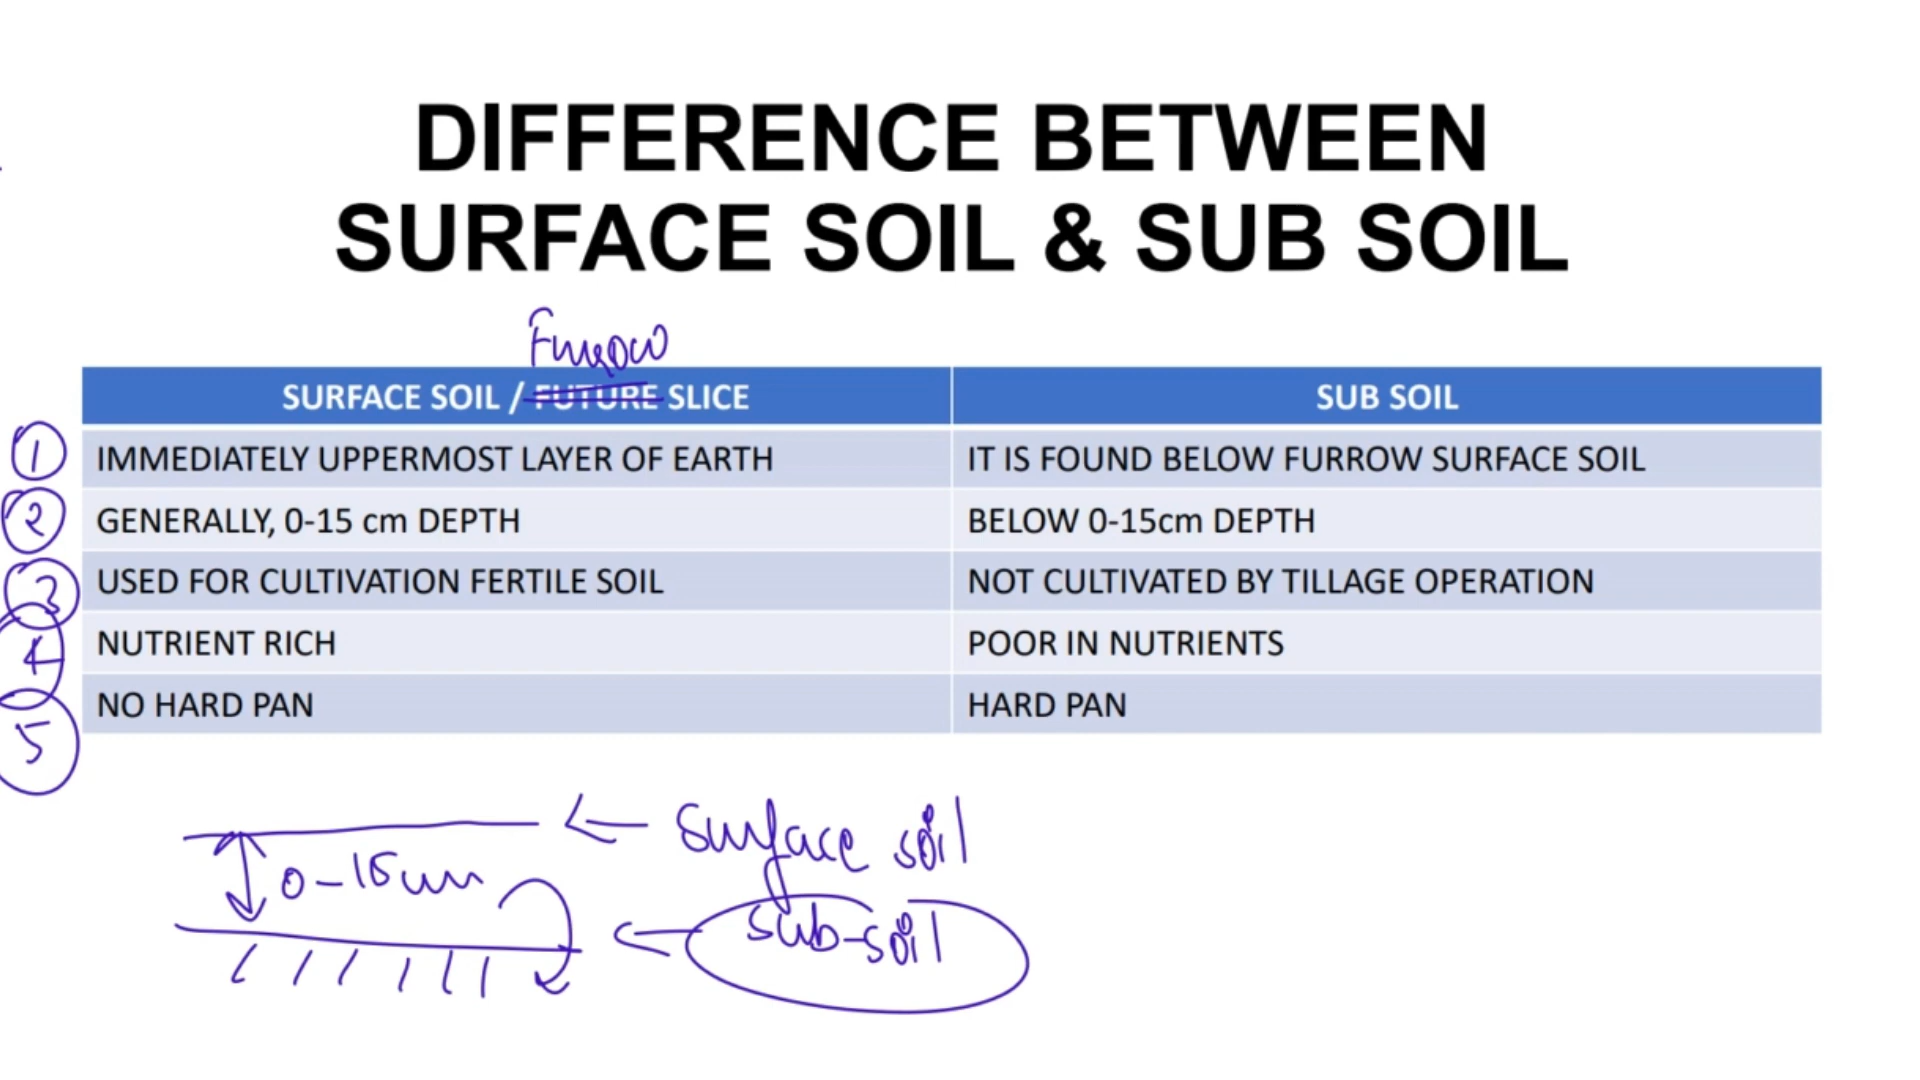 DIFFERENCE BETWEEN
SURFACE SOIL & SUB SOIL
Furrow
SURFACE SOIL / FUTURE SLICE SUB SOIL
1 IMMEDIATELY UPPERMOST LAYER OF EARTH IT IS FOUND BELOW FURROW SURFACE SOIL
2 GENERALLY, 0-15 cm DEPTH BELOW 0-15cm DEPTH
3 USED FOR CULTIVATION FERTILE SOIL NOT CULTIVATED BY TILLAGE OPERATION
4 NUTRIENT RICH POOR IN NUTRIENTS
5 NO HARD PAN HARD PAN
surface soil
0-15cm
sub-soil